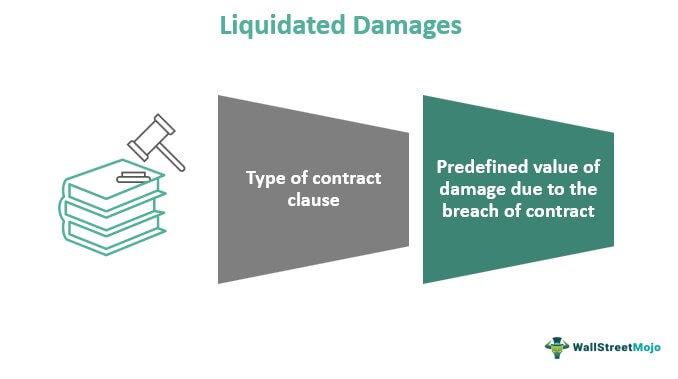 Liquidated Damages
Type of contract
clause
Predefined value of
damage due to the
breach of contract
WallStreetMojo